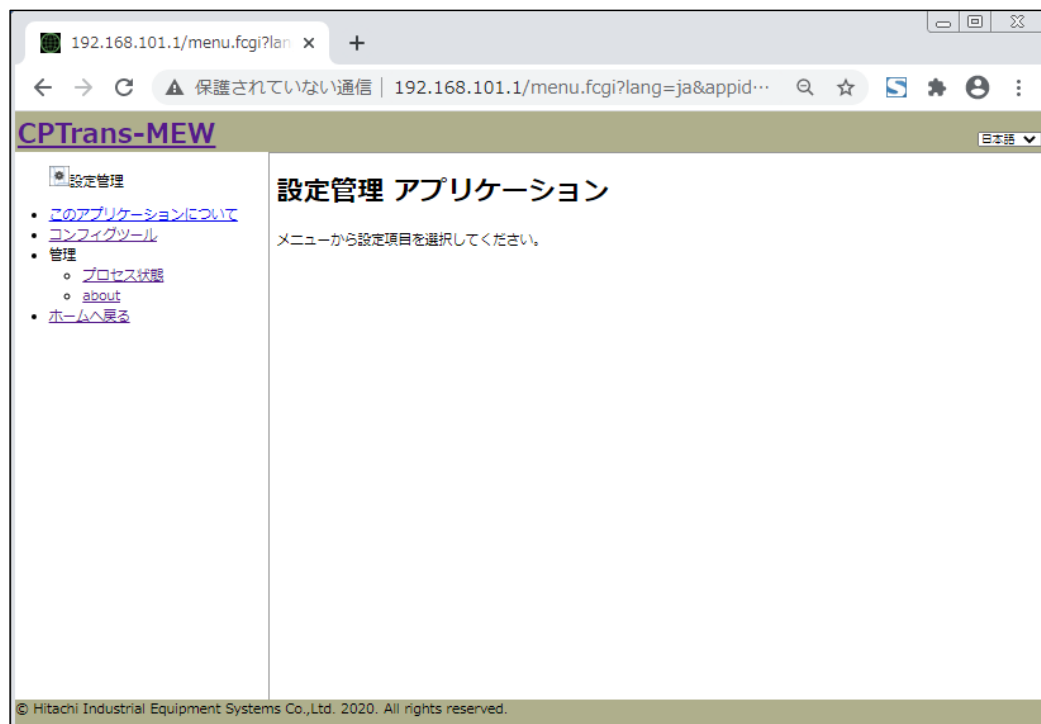 192.168.101.1/menu.fcgi?lan
保護されていない通信 | 192.168.101.1/menu.fcgi?lang=ja&appid…
CPTrans-MEW
日本語
設定管理
設定管理 アプリケーション
このアプリケーションについて
メニューから設定項目を選択してください。
コンフィグツール
管理
プロセス状態
about
ホームへ戻る
© Hitachi Industrial Equipment Systems Co.,Ltd. 2020. All rights reserved.